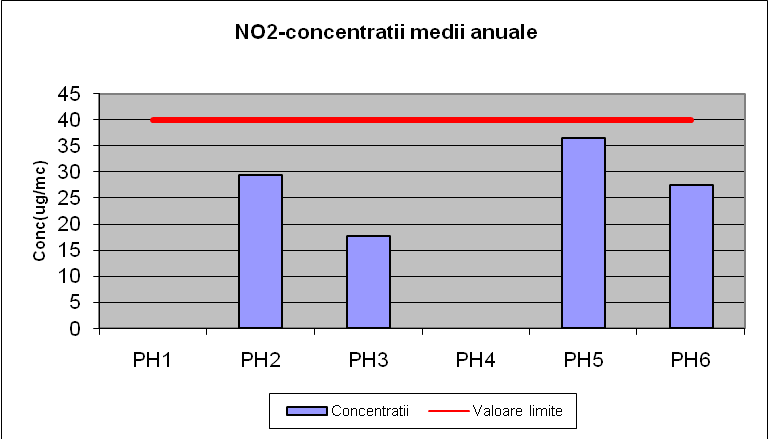 NO2-concentratii medii anuale
Conc(ug/mc)
45
40
35
30
25
20
15
10
5
0
PH1 PH2 PH3 PH4 PH5 PH6
Concentratii Valoare limite